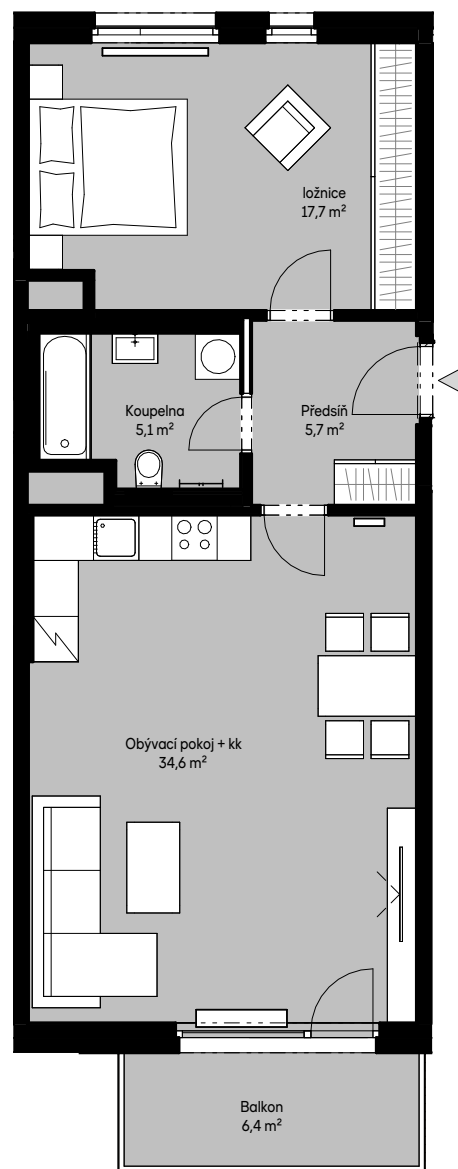 ložnice
17,7 m²
Koupelna
5,1 m²
Předsíň
5,7 m²
Obývací pokoj + kk
34,6 m²
Balkon
6,4 m²